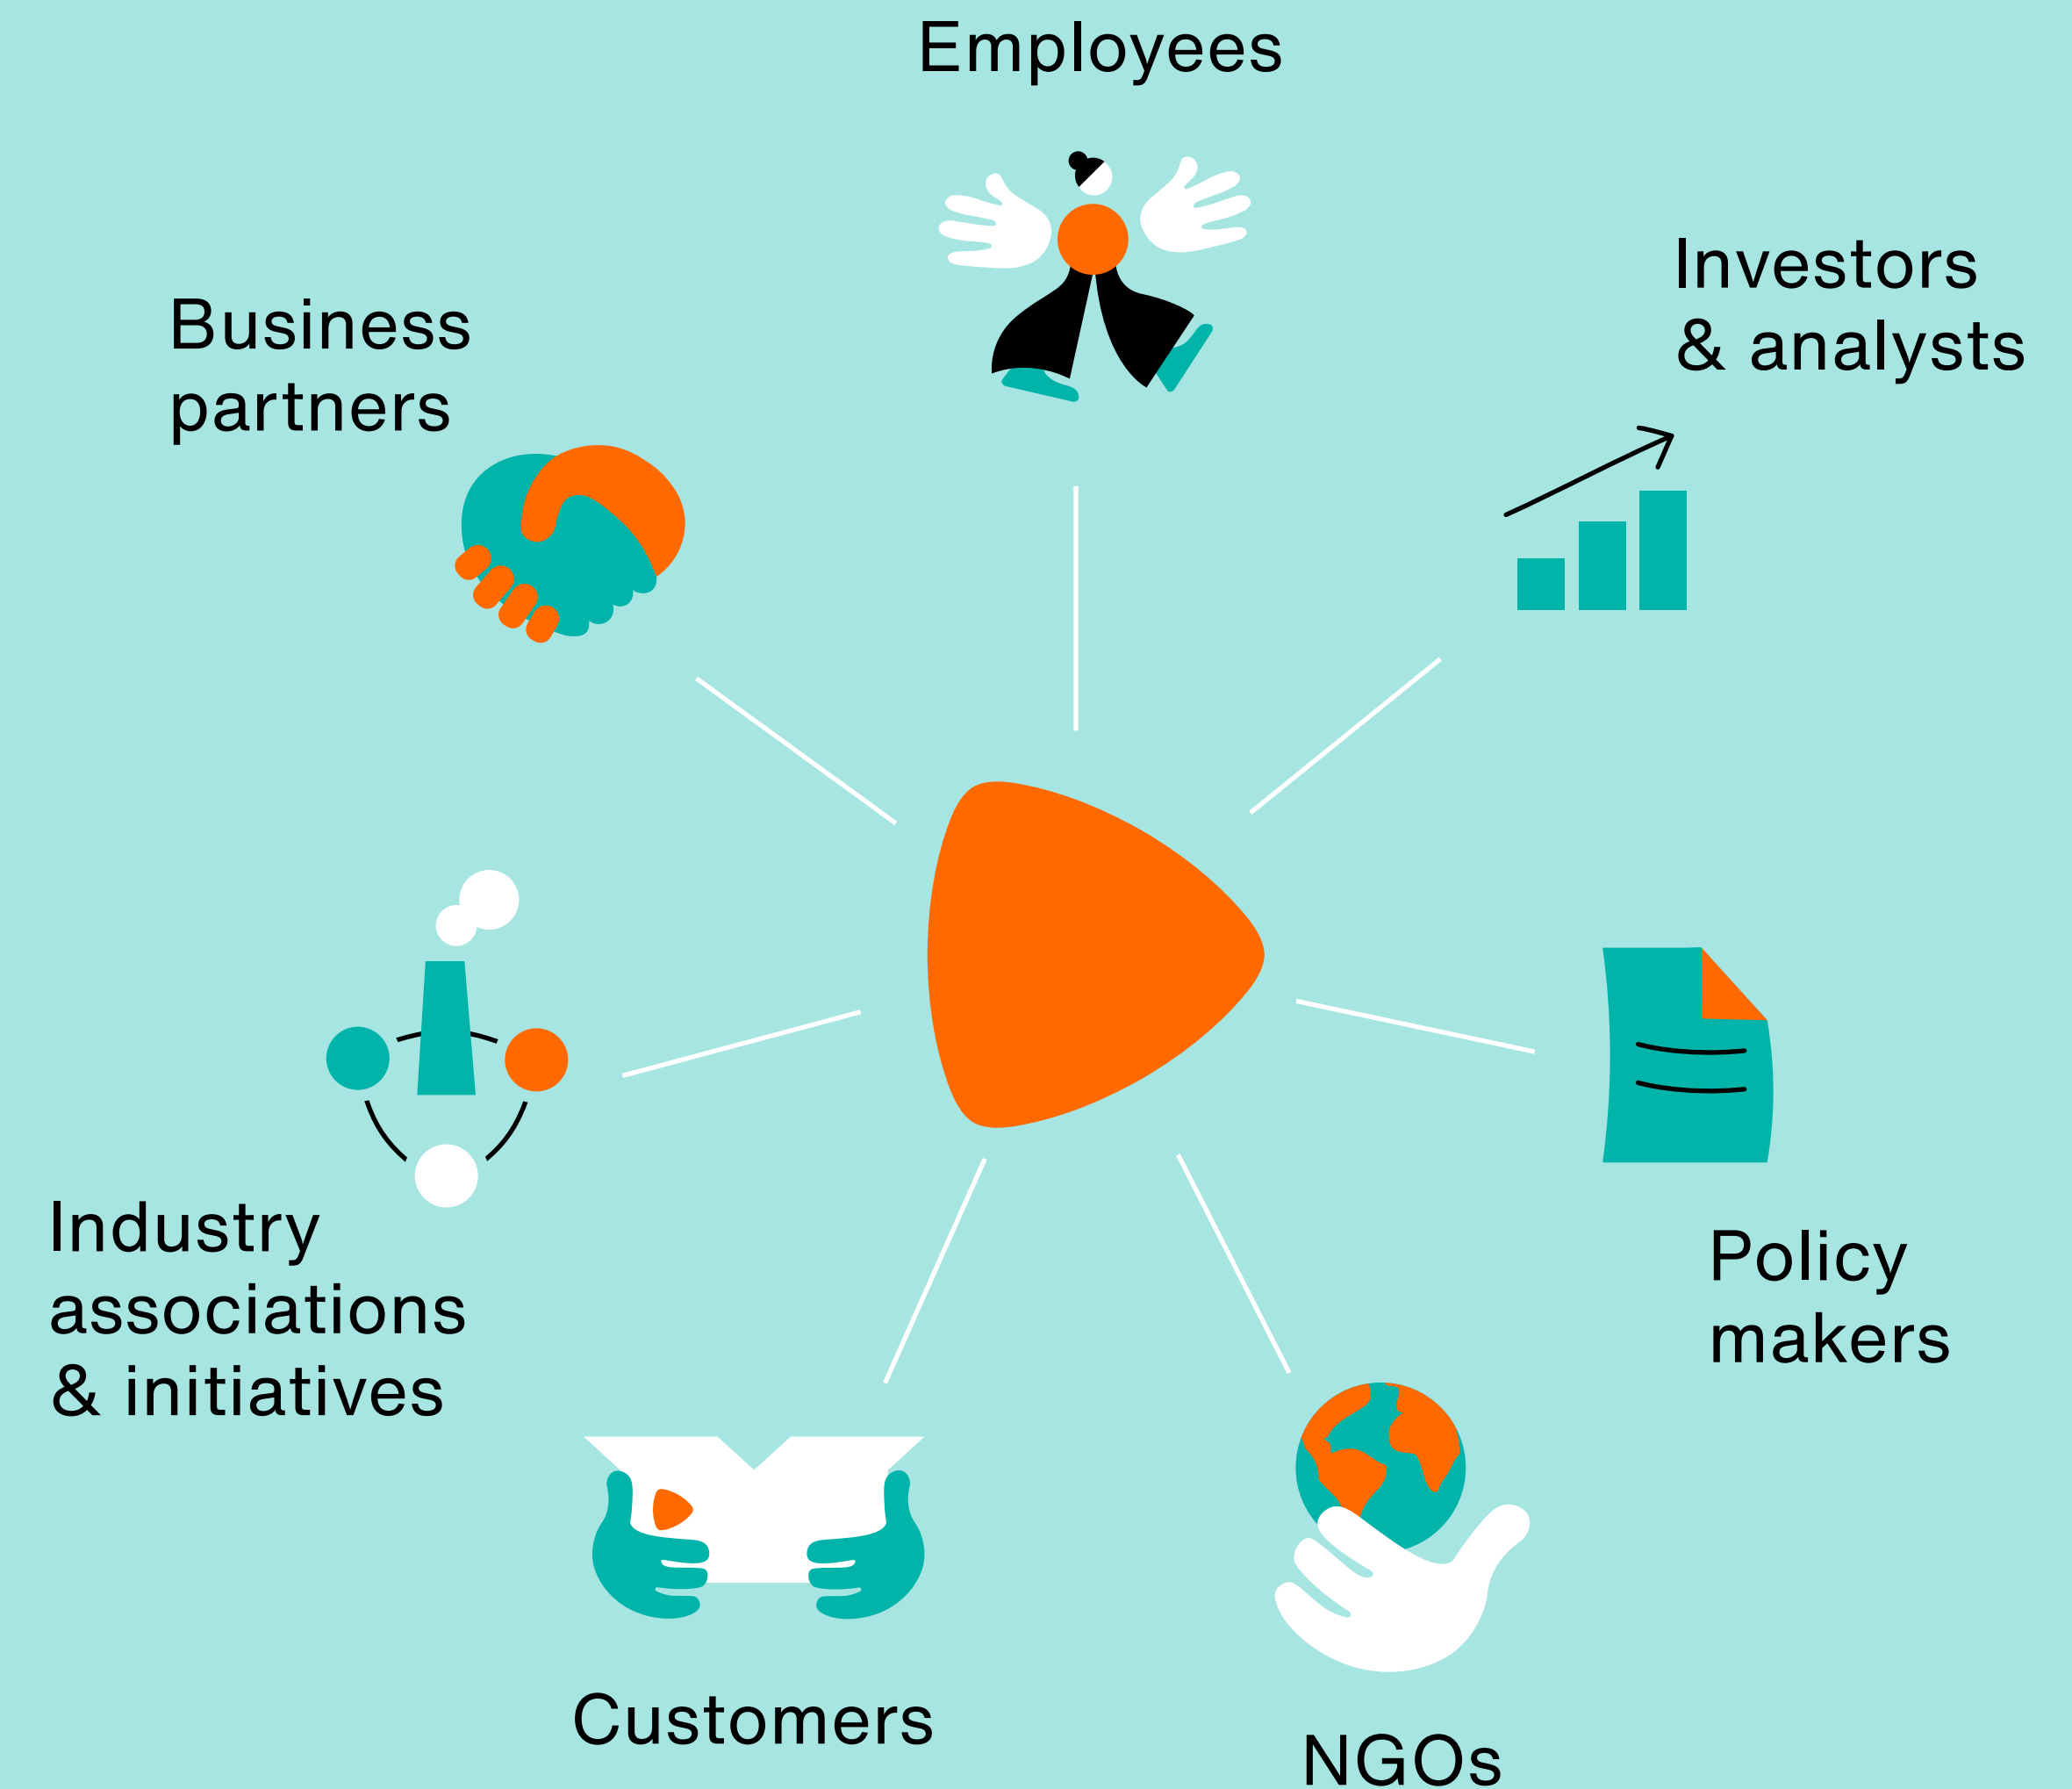 Employees
Investors
& analysts
Business
partners
Industry
associations
& initiatives
Policy
makers
Customers
NGOs